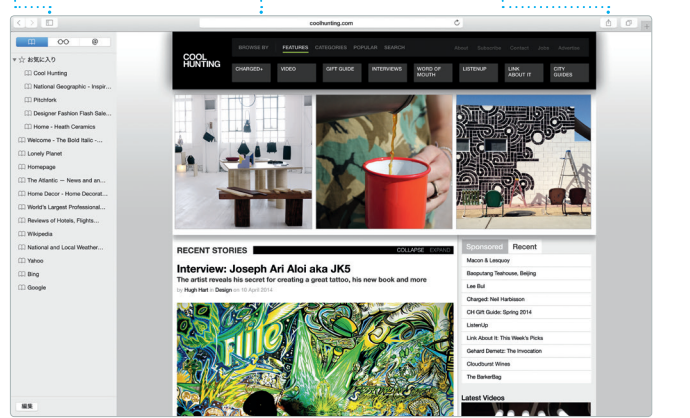 coolhunting.com
@
お気に入り
Cool Hunting
National Geographic - Inspir...
Pitchfork
Designer Fashion Flash Sale...
Home - Heath Ceramics
Welcome - The Bold Italic -...
Lonely Planet
Homepage
The Atlantic — News and an...
Home Decor - Home Decorat...
World's Largest Professional...
Reviews of Hotels, Flights...
Wikipedia
National and Local Weather...
Yahoo
Bing
Google
編集
COOL
HUNTING
BROWSE BY FEATURES CATEGORIES POPULAR SEARCH
About Subscribe Contact Jobs Advertise
CHARGED+
VIDEO
GIFT GUIDE
INTERVIEWS
WORD OF
MOUTH
LISTENUP
LINK
ABOUT IT
CITY
GUIDES
RECENT STORIES
COLLAPSE EXPAND
Interview: Joseph Ari Aloi aka JK5
The artist reveals his secret for creating a great tattoo, his new book and more
by Hugh Hart in Design on 16 April 2014
Sponsored Recent
Macon & Lesquoy
Baoputang Teahouse, Beijing
Lee Bul
Charged: Neil Harbisson
CH Gift Guide: Spring 2014
ListenUp
Link About It: This Week's Picks
Gehard Demetz: The Invocation
Cloudburst Wines
The BarkerBag
Latest Videos